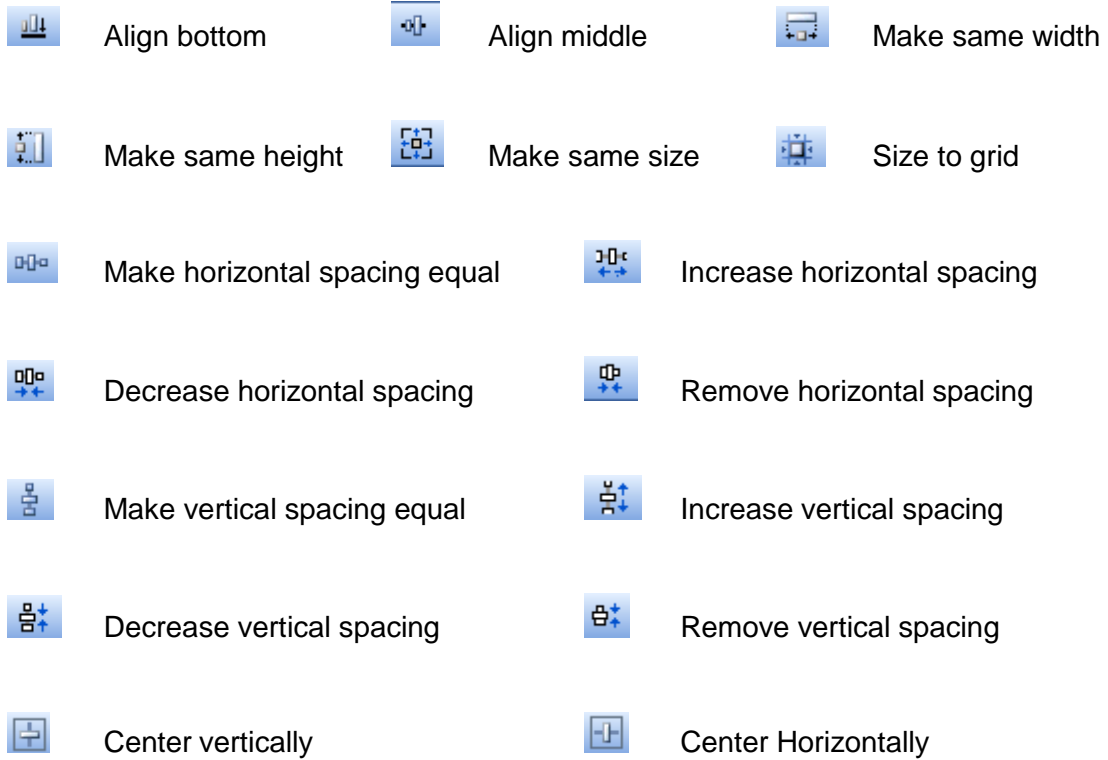 Align bottom Align middle Make same width
Make same height Make same size Size to grid
Make horizontal spacing equal Increase horizontal spacing
Decrease horizontal spacing Remove horizontal spacing
Make vertical spacing equal Increase vertical spacing
Decrease vertical spacing Remove vertical spacing
Center vertically Center Horizontally